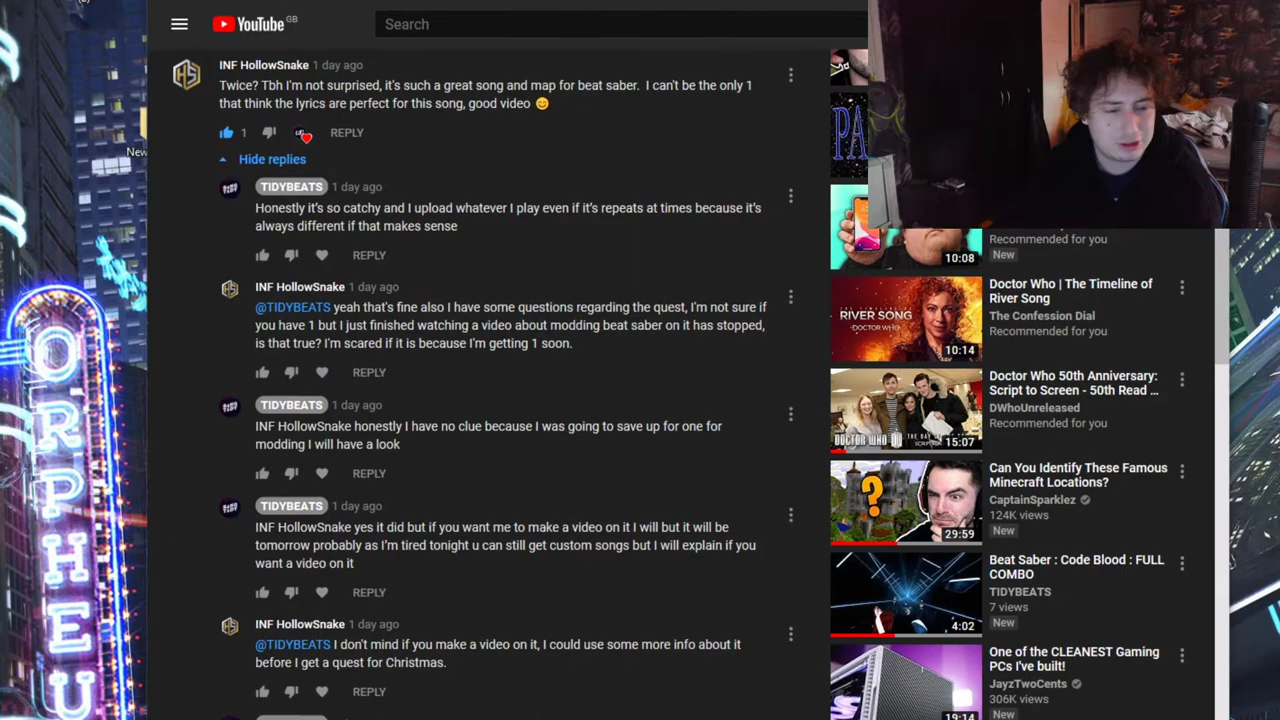 YouTube GB
Search
New
INF HollowSnake 1 day ago
Twice? Tbh I'm not surprised, it's such a great song and map for beat saber.  I can't be the only 1
that think the lyrics are perfect for this song, good video 😊
1 REPLY
Hide replies
TIDYBEATS 1 day ago
Honestly it's so catchy and I upload whatever I play even if it's repeats at times because it's
always different if that makes sense
REPLY
INF HollowSnake 1 day ago
@TIDYBEATS yeah that's fine also I have some questions regarding the quest, I'm not sure if
you have 1 but I just finished watching a video about modding beat saber on it has stopped,
is that true? I'm scared if it is because I'm getting 1 soon.
REPLY
TIDYBEATS 1 day ago
INF HollowSnake honestly I have no clue because I was going to save up for one for
modding I will have a look
REPLY
TIDYBEATS 1 day ago
INF HollowSnake yes it did but if you want me to make a video on it I will but it will be
tomorrow probably as I'm tired tonight u can still get custom songs but I will explain if you
want a video on it
REPLY
INF HollowSnake 1 day ago
@TIDYBEATS I don't mind if you make a video on it, I could use some more info about it
before I get a quest for Christmas.
REPLY
10:08
Recommended for you
New
RIVER SONG
DOCTOR WHO
10:14
Doctor Who | The Timeline of
River Song
The Confession Dial
Recommended for you
15:07
Doctor Who 50th Anniversary:
Script to Screen - 50th Read ...
DWhoUnreleased
Recommended for you
?
29:59
Can You Identify These Famous
Minecraft Locations?
CaptainSparklez
124K views
New
4:02
Beat Saber : Code Blood : FULL
COMBO
TIDYBEATS
7 views
New
19:14
One of the CLEANEST Gaming
PCs I've built!
JayzTwoCents
306K views
New
ORPHEU